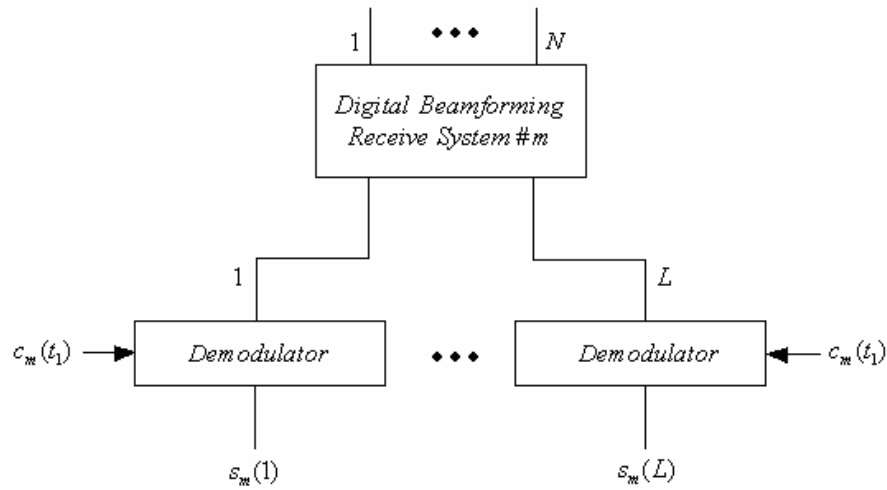 1 ••• N
Digital Beamforming
Receive System #m
1 L
c_m(t_1) Demodulator ••• Demodulator c_m(t_1)
s_m(1) s_m(L)